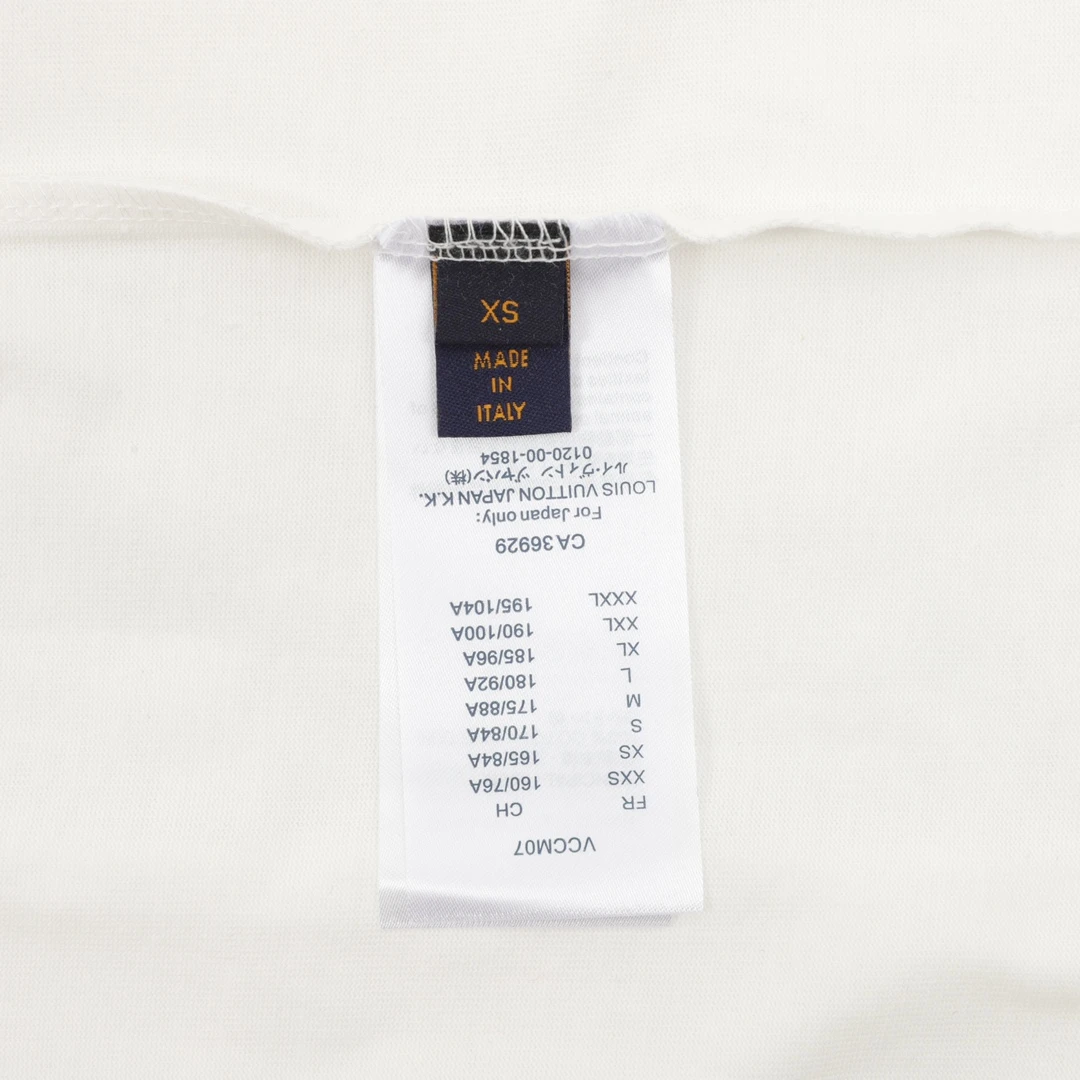 XS
MADE
IN
ITALY
VCCM07
FR CH
XXS 160/76A
XS 165/84A
S 170/84A
M 175/88A
L 180/92A
XL 185/96A
XXL 190/100A
XXXL 195/104A
CA 36929
For Japan only:
LOUIS VUITTON JAPAN K.K.
ルイ・ヴィトン ジャパン(株)
0120-00-1854